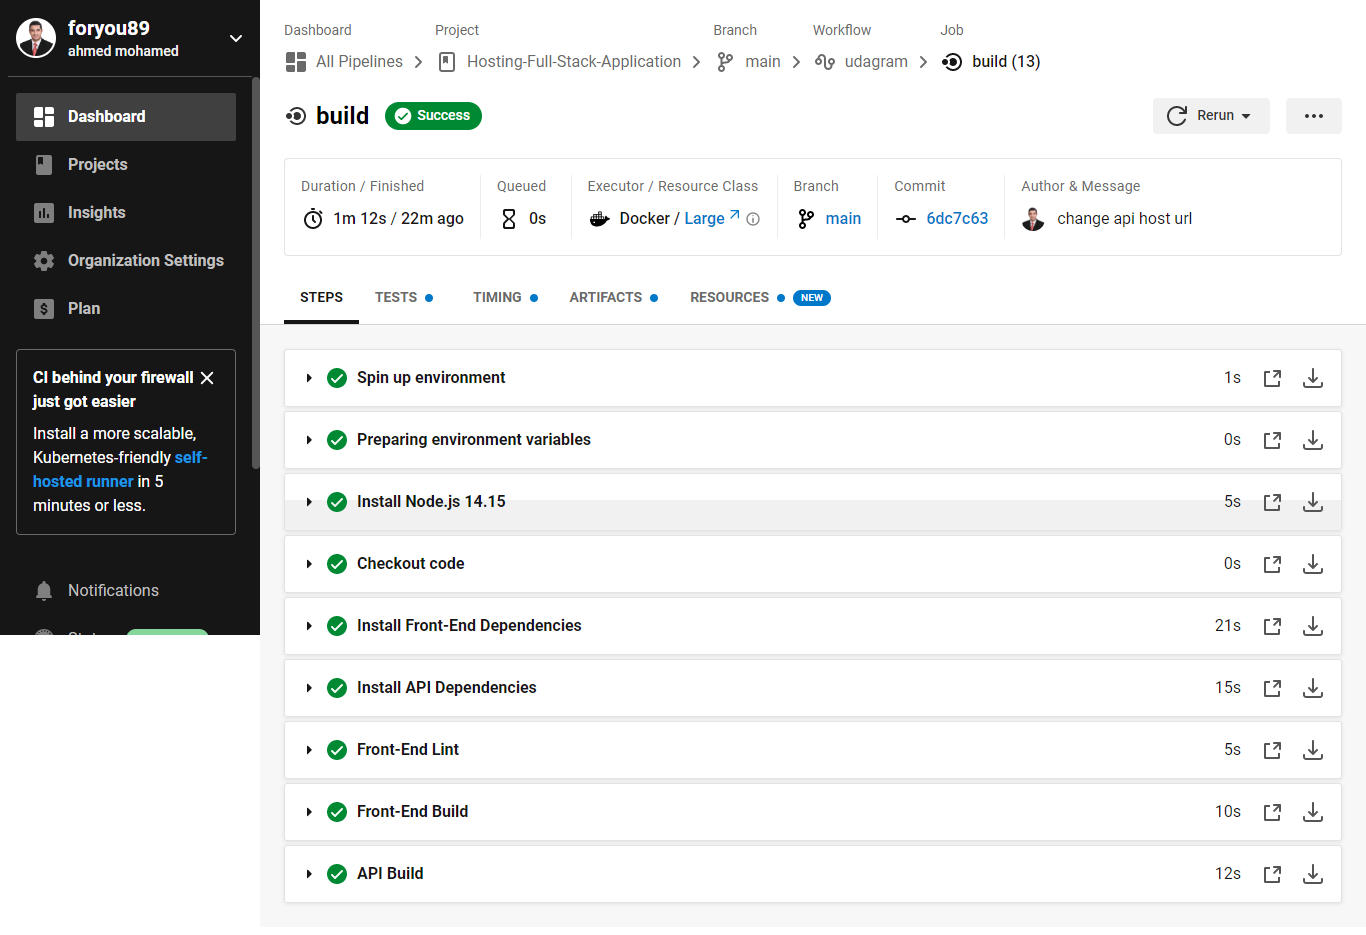 foryou89
ahmed mohamed
Dashboard
Projects
Insights
Organization Settings
Plan
CI behind your firewall
just got easier
Install a more scalable,
Kubernetes-friendly self-
hosted runner in 5
minutes or less.
Notifications
Dashboard Project Branch Workflow Job
All Pipelines Hosting-Full-Stack-Application main udagram build (13)
build Success Rerun
Duration / Finished Queued Executor / Resource Class Branch Commit Author & Message
1m 12s / 22m ago 0s Docker / Large main 6dc7c63 change api host url
STEPS TESTS TIMING ARTIFACTS RESOURCES NEW
Spin up environment 1s
Preparing environment variables 0s
Install Node.js 14.15 5s
Checkout code 0s
Install Front-End Dependencies 21s
Install API Dependencies 15s
Front-End Lint 5s
Front-End Build 10s
API Build 12s